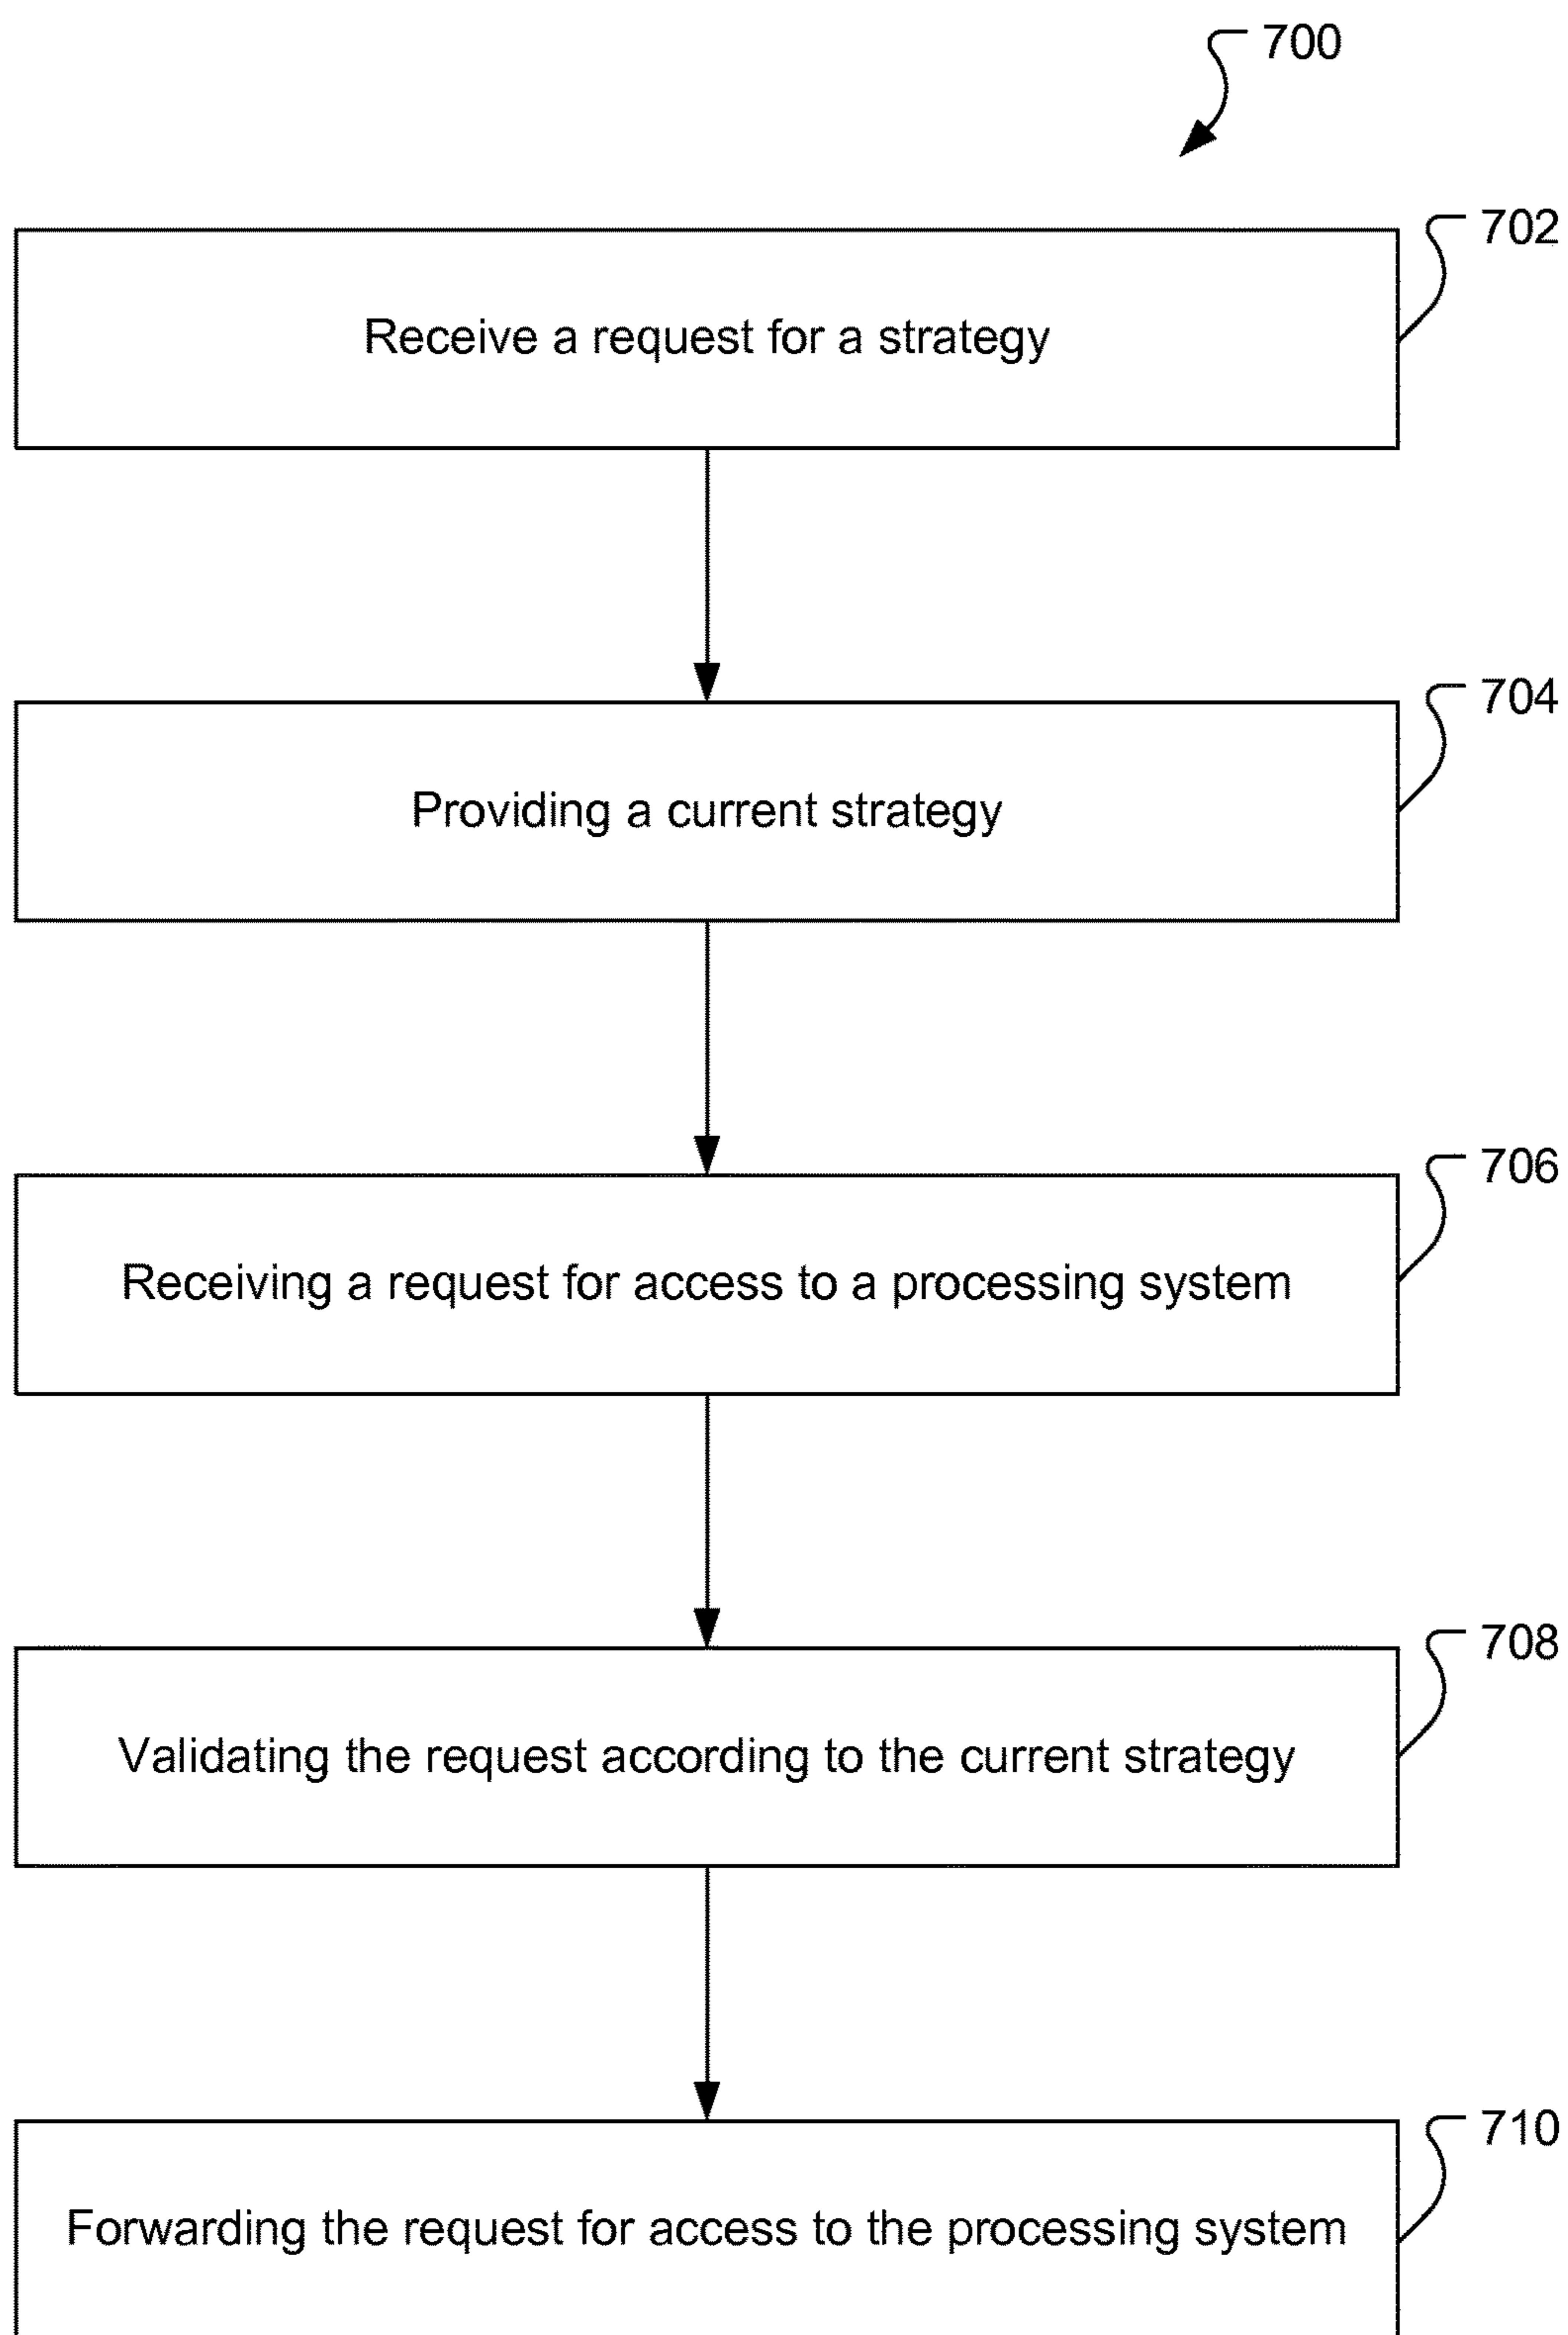 700
702
Receive a request for a strategy
704
Providing a current strategy
706
Receiving a request for access to a processing system
708
Validating the request according to the current strategy
710
Forwarding the request for access to the processing system